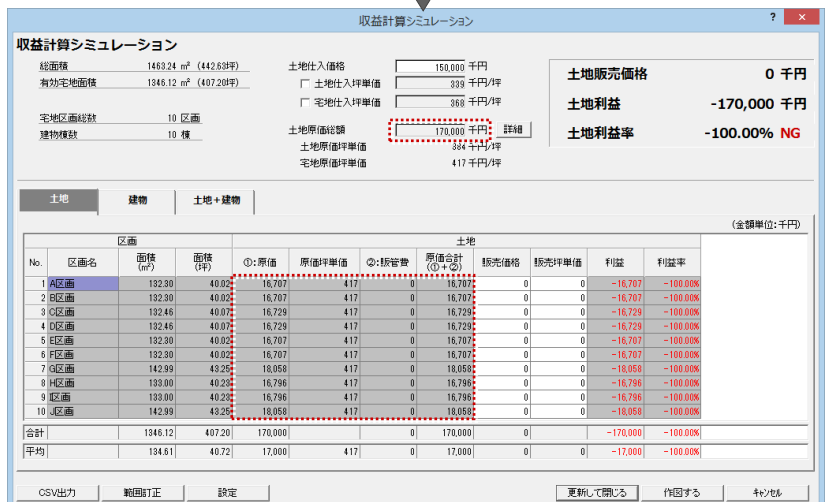 収益計算シミュレーション ? ×
収益計算シミュレーション
総面積 1463.24 ㎡ (442.63坪)
有効宅地面積 1346.12 ㎡ (407.20坪)
宅地区画総数 10 区画
建物棟数 10 棟
土地仕入価格 150,000 千円
土地仕入坪単価 339 千円/坪
宅地仕入坪単価 368 千円/坪
土地原価総額 170,000 千円 詳細
土地原価坪単価 384 千円/坪
宅地原価坪単価 417 千円/坪
土地販売価格 0 千円
土地利益 -170,000 千円
土地利益率 -100.00% NG
土地 建物 土地+建物
(金額単位:千円)
区画 土地
No. 区画名 面積(㎡) 面積(坪) ①:原価 原価坪単価 ②:販管費 原価合計(①+②) 販売価格 販売坪単価 利益 利益率
1 A区画 132.30 40.02 16,707 417 0 16,707 0 0 -16,707 -100.00%
2 B区画 132.30 40.02 16,707 417 0 16,707 0 0 -16,707 -100.00%
3 C区画 132.46 40.07 16,729 417 0 16,729 0 0 -16,729 -100.00%
4 D区画 132.46 40.07 16,729 417 0 16,729 0 0 -16,729 -100.00%
5 E区画 132.30 40.02 16,707 417 0 16,707 0 0 -16,707 -100.00%
6 F区画 132.30 40.02 16,707 417 0 16,707 0 0 -16,707 -100.00%
7 G区画 142.99 43.25 18,058 417 0 18,058 0 0 -18,058 -100.00%
8 H区画 133.00 40.23 16,796 417 0 16,796 0 0 -16,796 -100.00%
9 I区画 133.00 40.23 16,796 417 0 16,796 0 0 -16,796 -100.00%
10 J区画 142.99 43.25 18,058 417 0 18,058 0 0 -18,058 -100.00%
合計 1346.12 407.20 170,000 170,000 0 -170,000 -100.00%
平均 134.61 40.72 17,000 417 0 17,000 0 0 -17,000 -100.00%
CSV出力 範囲訂正 設定 更新して閉じる 作図する キャンセル